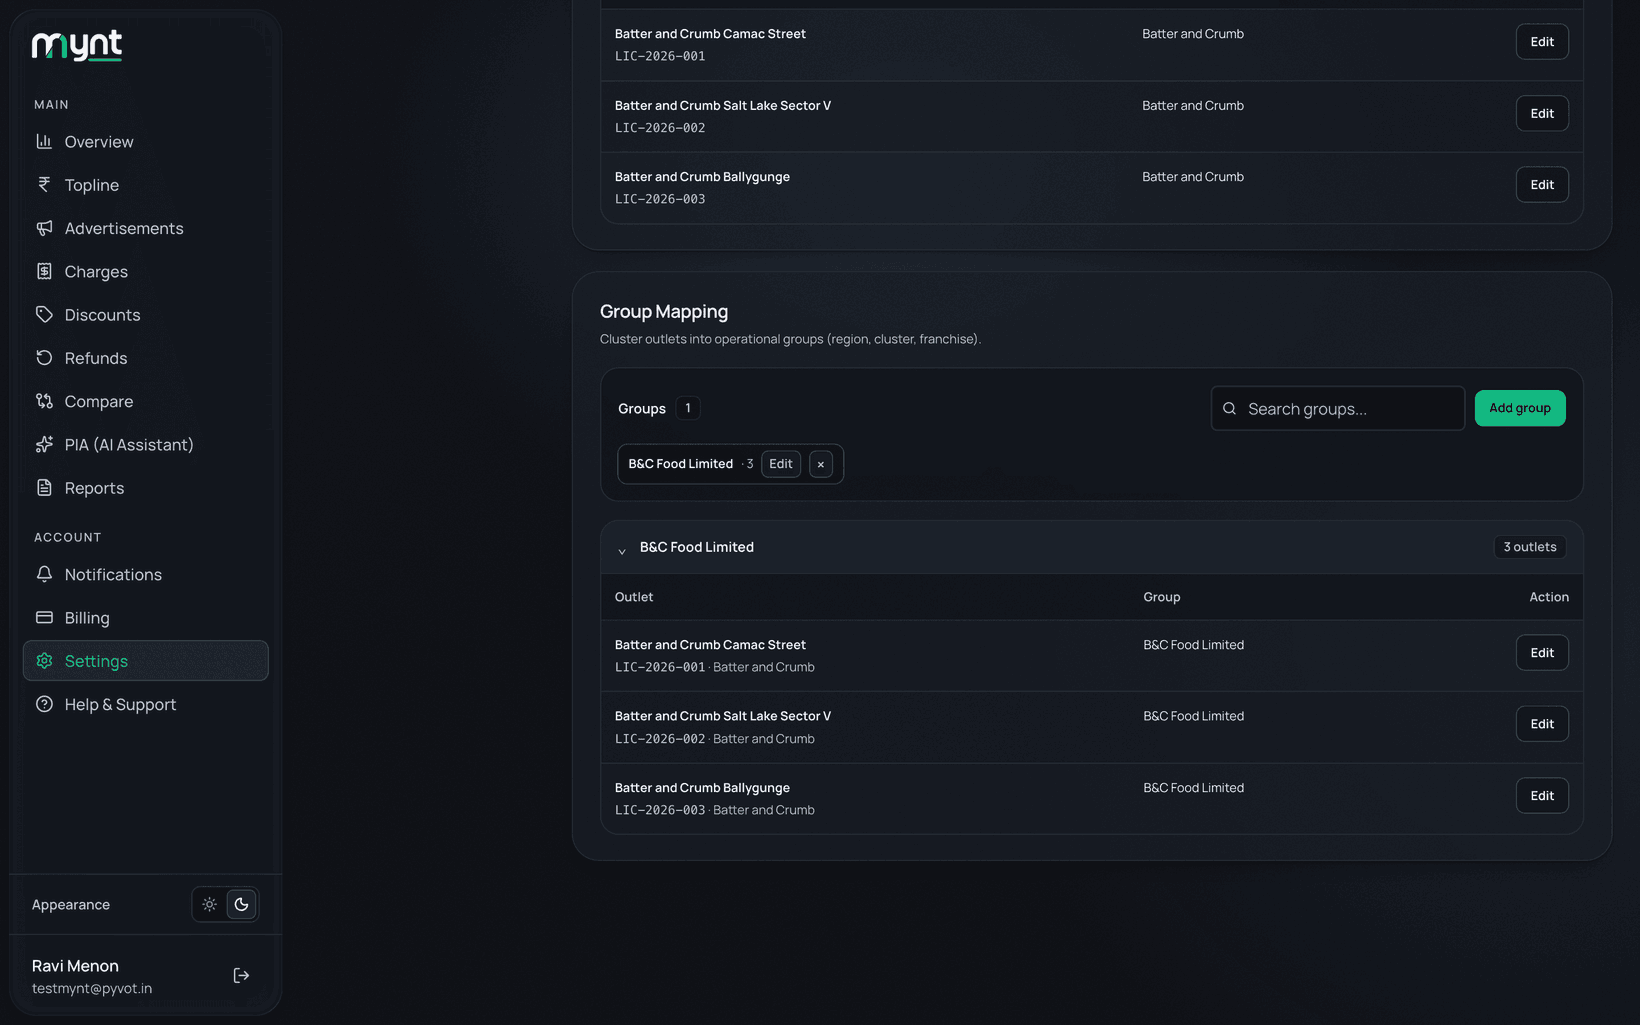 mynt
MAIN
Overview
Topline
Advertisements
Charges
Discounts
Refunds
Compare
PIA (AI Assistant)
Reports
ACCOUNT
Notifications
Billing
Settings
Help & Support
Appearance
Ravi Menon
testmynt@pyvot.in
Batter and Crumb Camac Street
LIC-2026-001
Batter and Crumb
Edit
Batter and Crumb Salt Lake Sector V
LIC-2026-002
Batter and Crumb
Edit
Batter and Crumb Ballygunge
LIC-2026-003
Batter and Crumb
Edit
Group Mapping
Cluster outlets into operational groups (region, cluster, franchise).
Groups 1
Search groups...
Add group
B&C Food Limited · 3 Edit ×
B&C Food Limited
3 outlets
Outlet Group Action
Batter and Crumb Camac Street
LIC-2026-001 · Batter and Crumb
B&C Food Limited
Edit
Batter and Crumb Salt Lake Sector V
LIC-2026-002 · Batter and Crumb
B&C Food Limited
Edit
Batter and Crumb Ballygunge
LIC-2026-003 · Batter and Crumb
B&C Food Limited
Edit